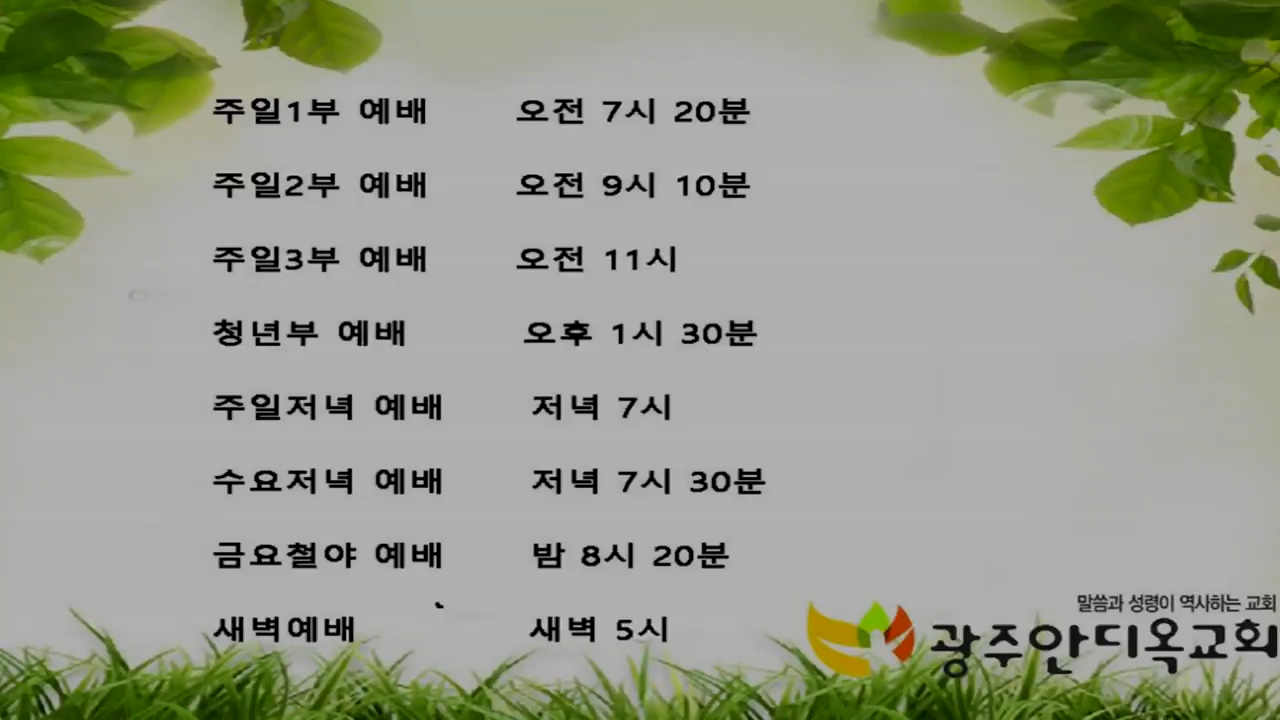 주일1부 예배 오전 7시 20분
주일2부 예배 오전 9시 10분
주일3부 예배 오전 11시
청년부 예배 오후 1시 30분
주일저녁 예배 저녁 7시
수요저녁 예배 저녁 7시 30분
금요철야 예배 밤 8시 20분
새벽예배 새벽 5시
말씀과 성령이 역사하는 교회
광주안디옥교회